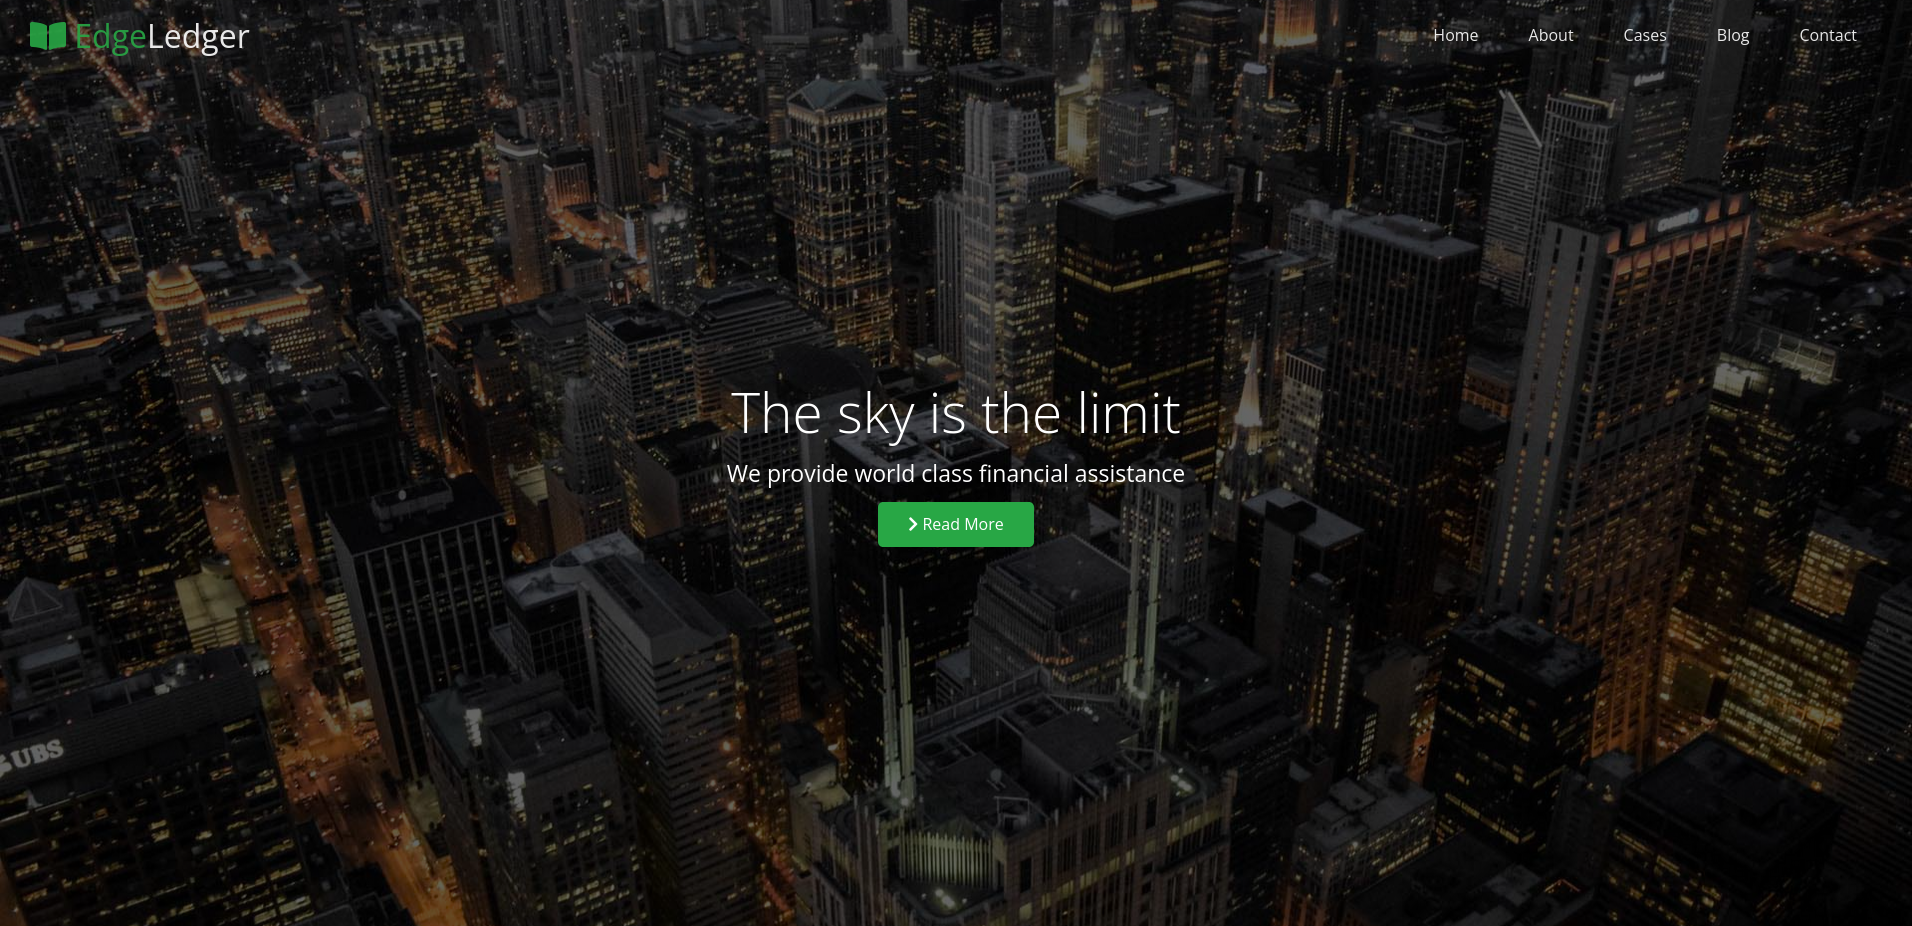 EdgeLedger
Home
About
Cases
Blog
Contact
The sky is the limit
We provide world class financial assistance
Read More
UBS